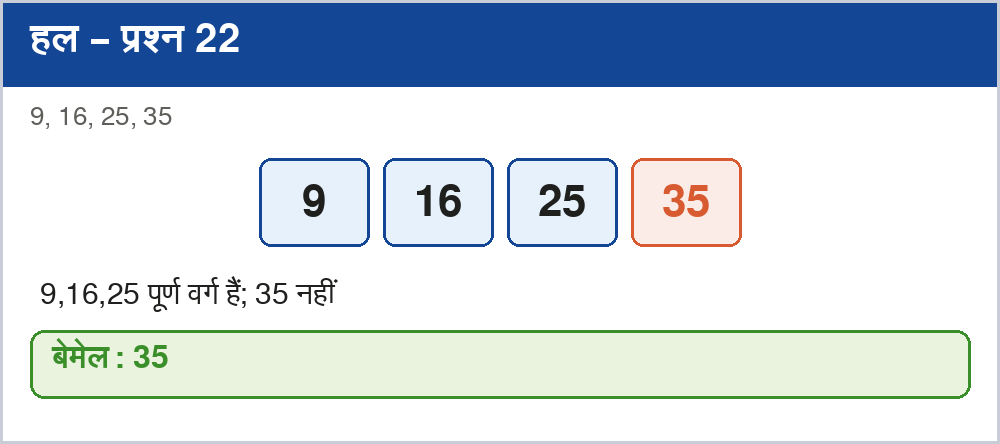 हल – प्रश्न 22
9, 16, 25, 35
9 16 25 35
9,16,25 पूर्ण वर्ग हैं; 35 नहीं
बेमेल : 35